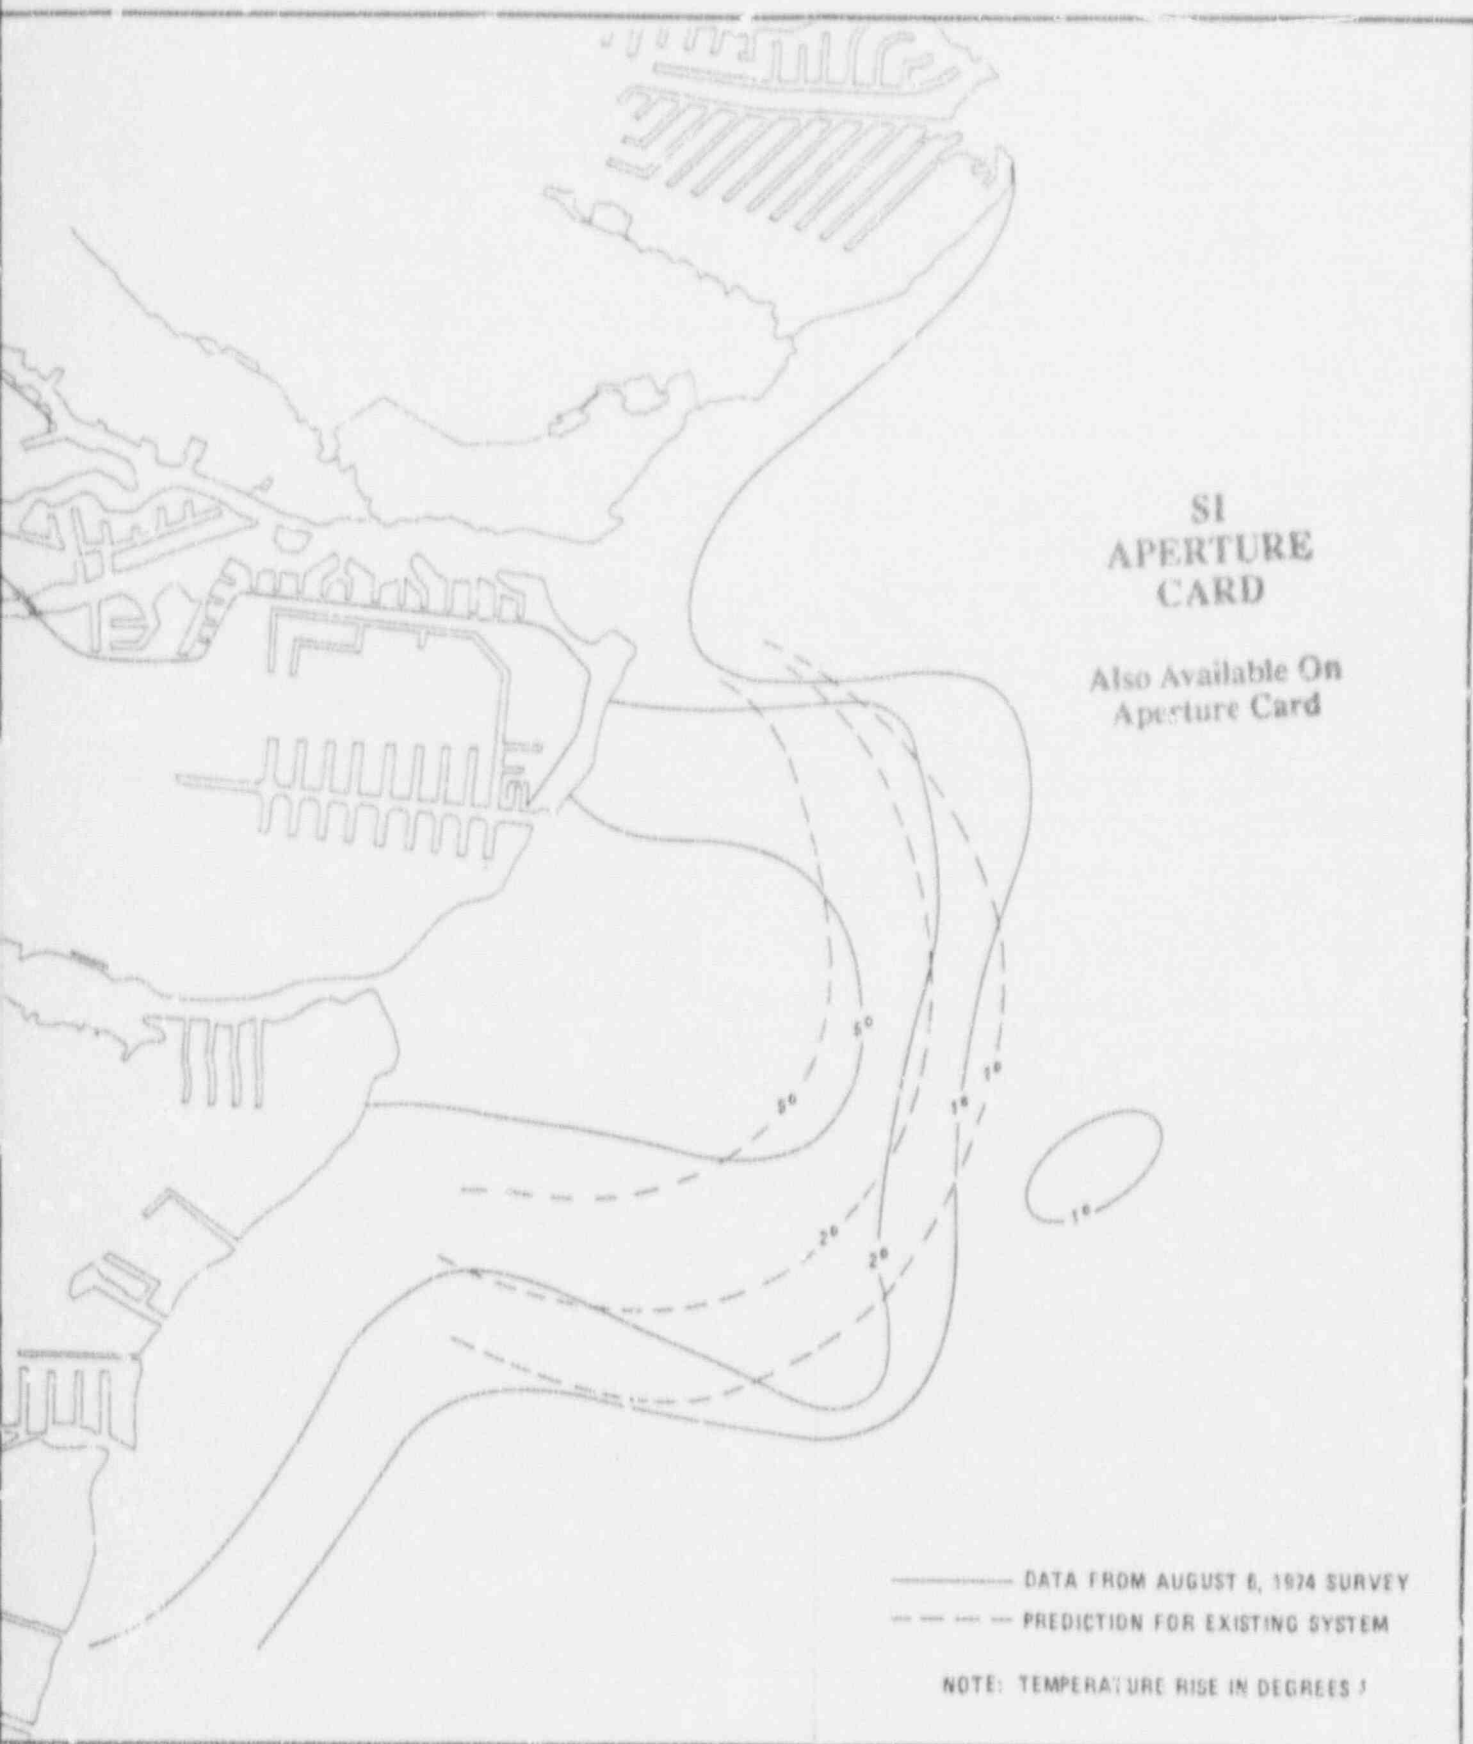 SI
APERTURE
CARD
Also Available On
Aperture Card
5°
1°
5°
1°
1°
2°
2°
DATA FROM AUGUST 6, 1974 SURVEY
PREDICTION FOR EXISTING SYSTEM
NOTE: TEMPERATURE RISE IN DEGREES